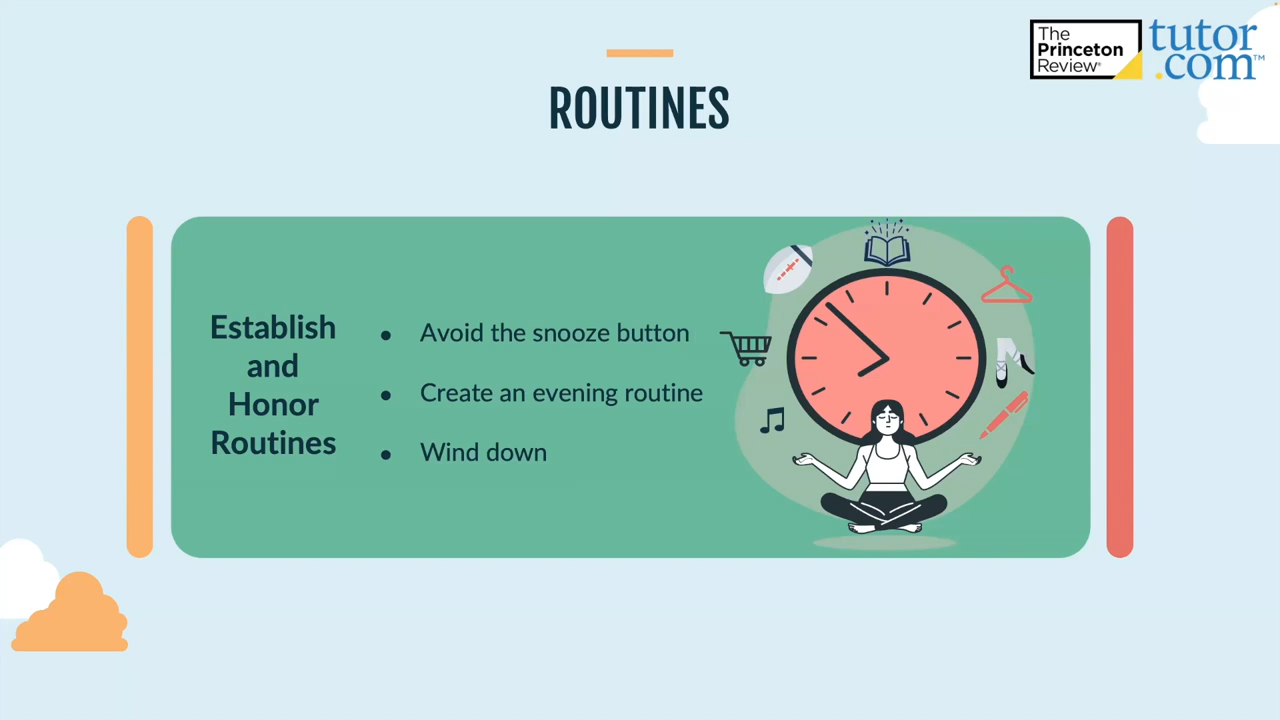 The
Princeton
Review®
tutor
.com™
ROUTINES
Establish
and
Honor
Routines
• Avoid the snooze button
• Create an evening routine
• Wind down